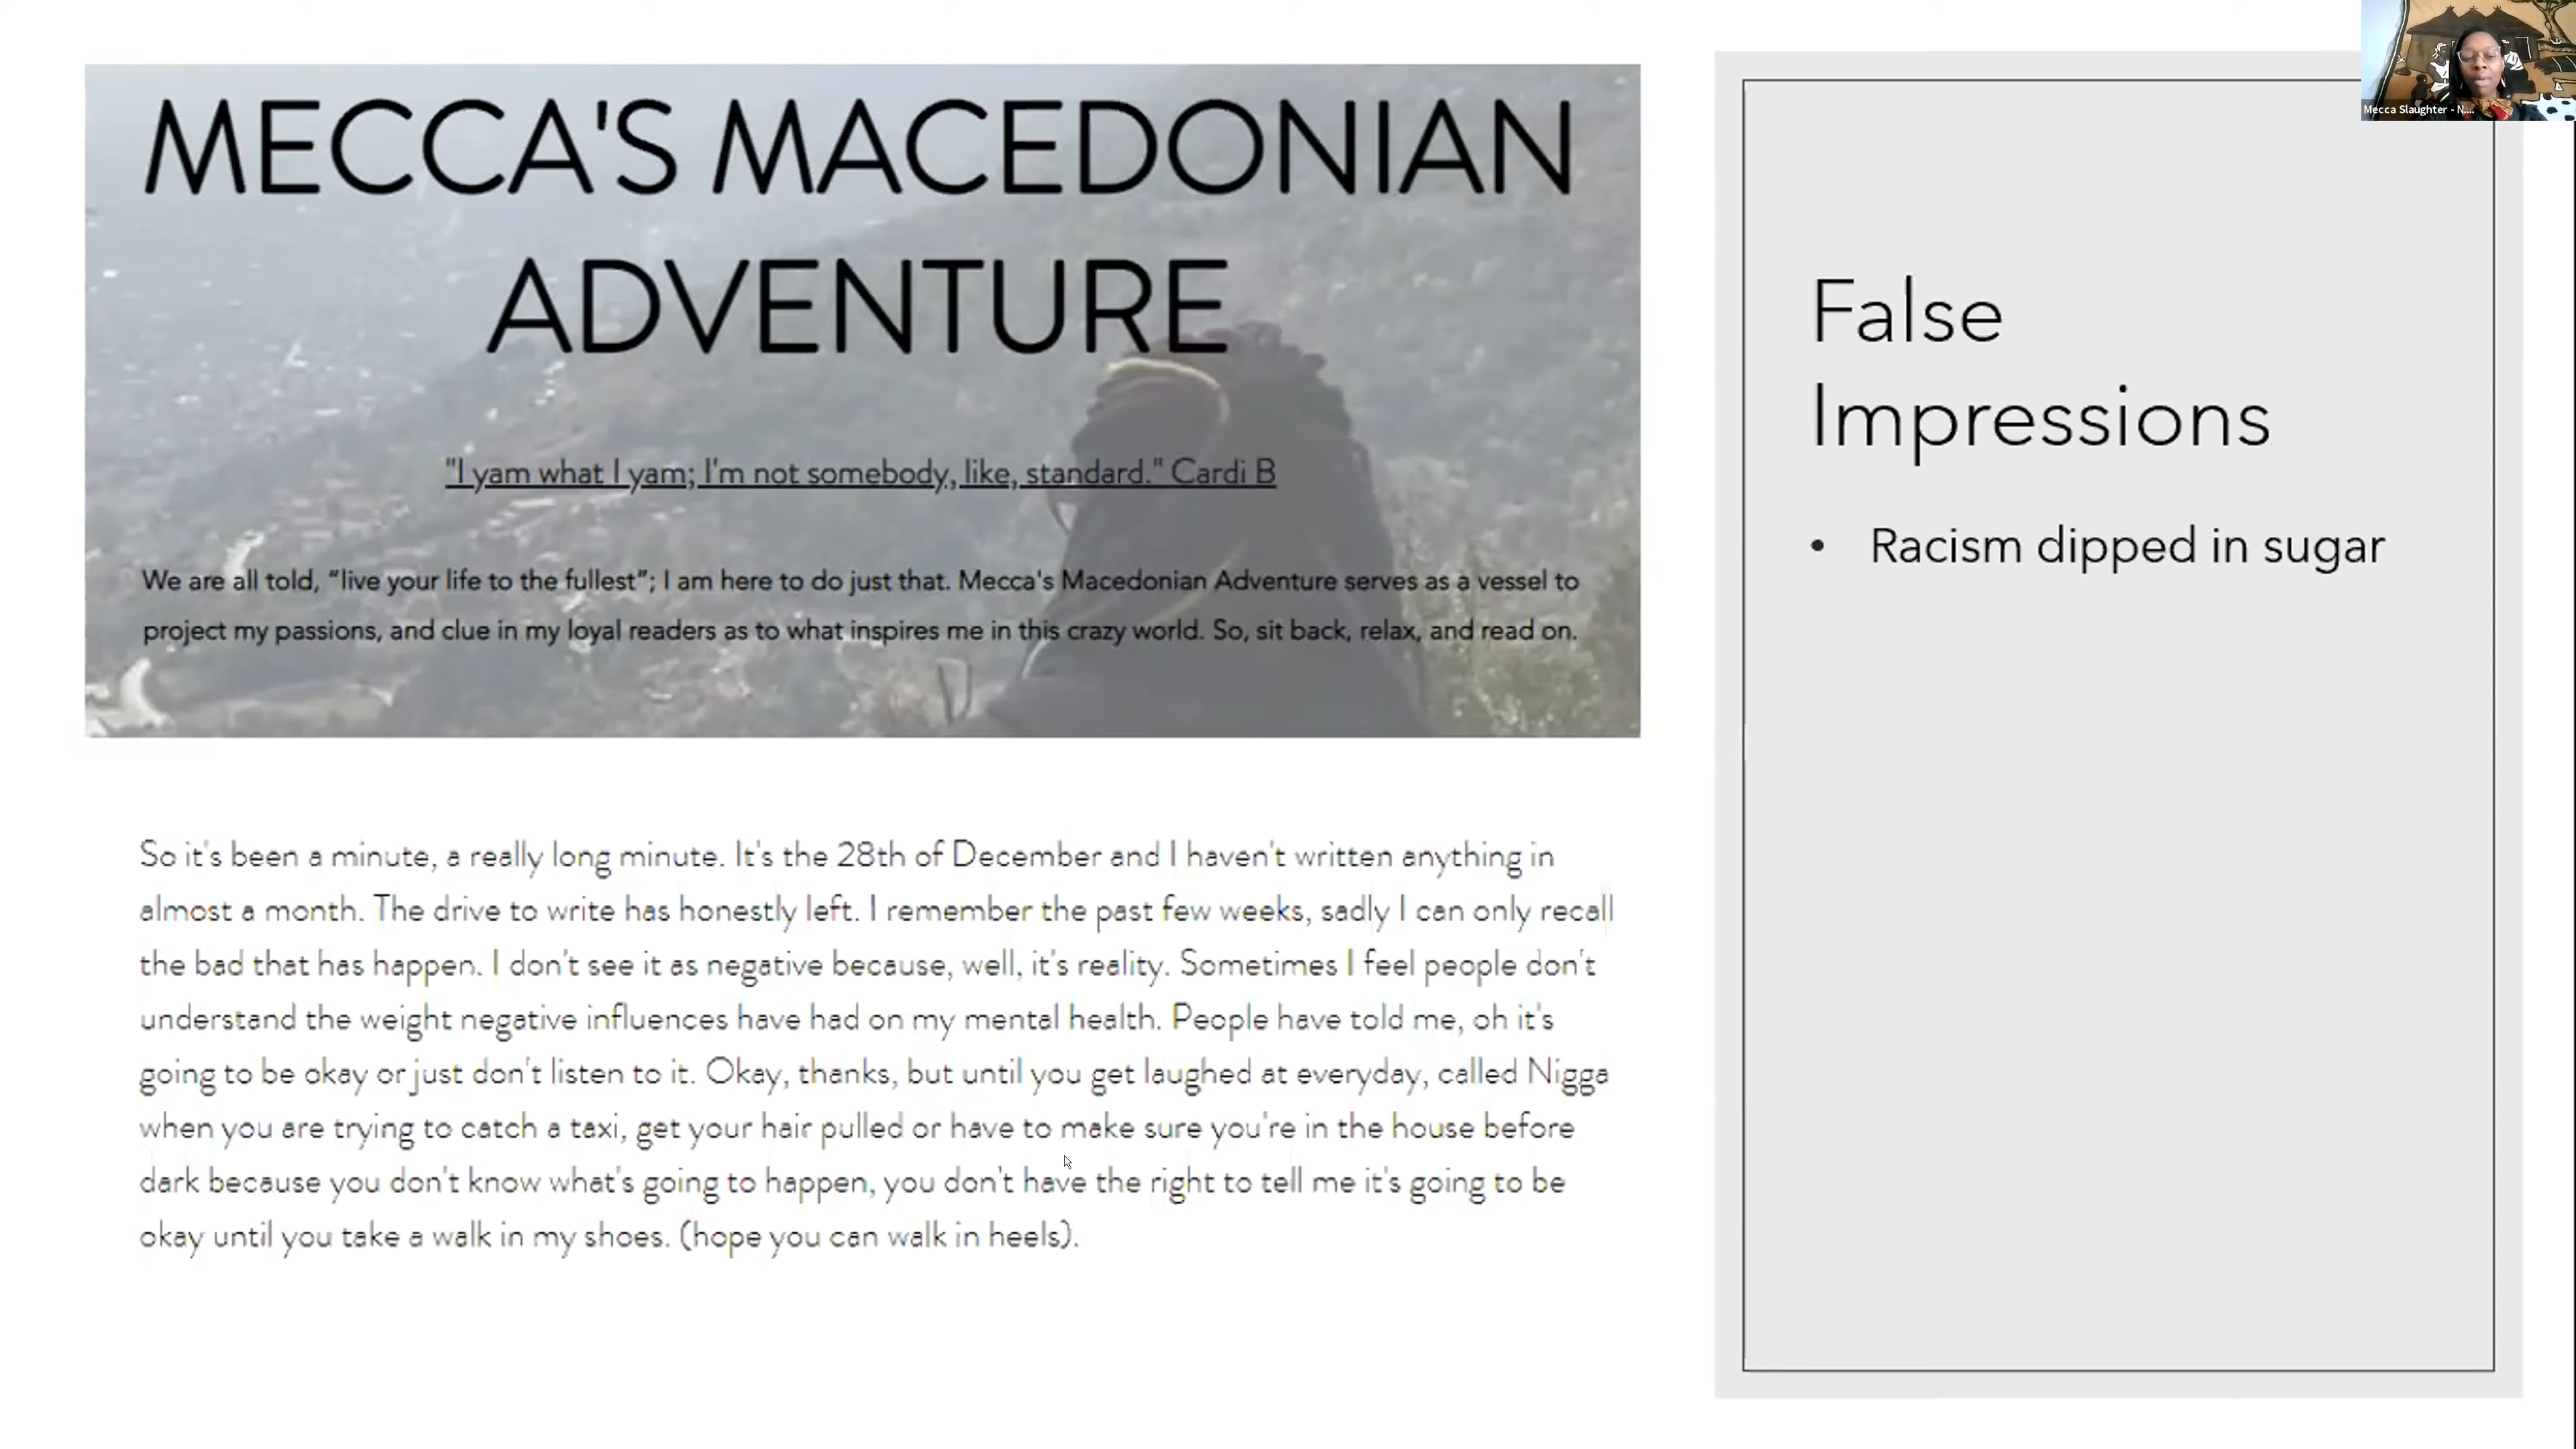 MECCA'S MACEDONIAN
ADVENTURE
"I yam what I yam; I'm not somebody, like, standard." Cardi B
We are all told, “live your life to the fullest”; I am here to do just that. Mecca's Macedonian Adventure serves as a vessel to
project my passions, and clue in my loyal readers as to what inspires me in this crazy world. So, sit back, relax, and read on.
So it's been a minute, a really long minute. It's the 28th of December and I haven't written anything in
almost a month. The drive to write has honestly left. I remember the past few weeks, sadly I can only recall
the bad that has happen. I don't see it as negative because, well, it's reality. Sometimes I feel people don't
understand the weight negative influences have had on my mental health. People have told me, oh it's
going to be okay or just don't listen to it. Okay, thanks, but until you get laughed at everyday, called Nigga
when you are trying to catch a taxi, get your hair pulled or have to make sure you're in the house before
dark because you don't know what's going to happen, you don't have the right to tell me it's going to be
okay until you take a walk in my shoes. (hope you can walk in heels).
False
Impressions
• Racism dipped in sugar
Mecca Slaughter - N...